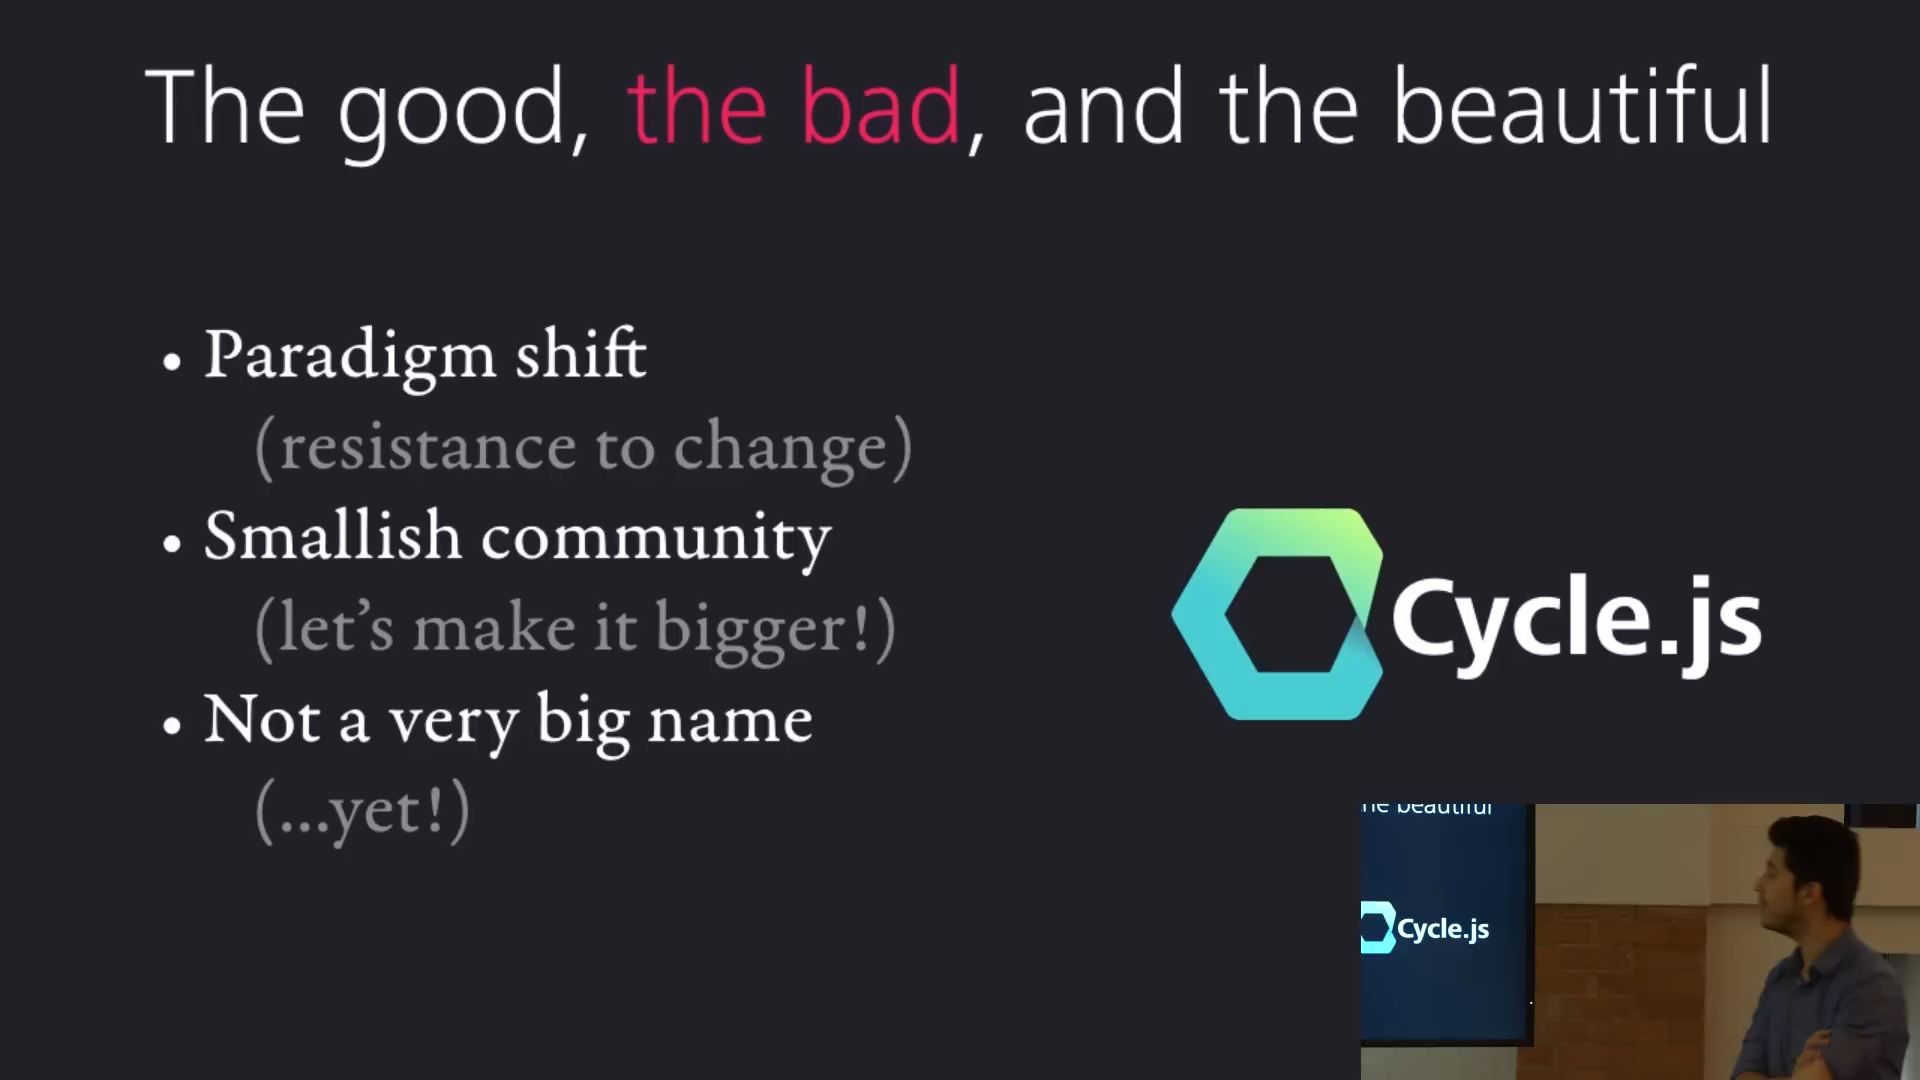 The good, the bad, and the beautiful
• Paradigm shift
(resistance to change)
• Smallish community
(let's make it bigger!)
• Not a very big name
(...yet!)
Cycle.js
the beautiful
Cycle.js